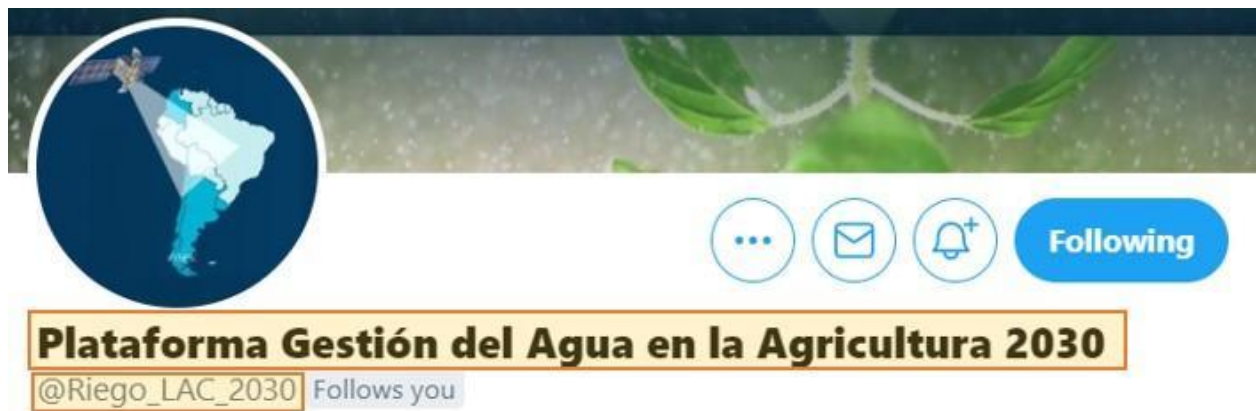 Following
Plataforma Gestión del Agua en la Agricultura 2030
@Riego_LAC_2030 Follows you